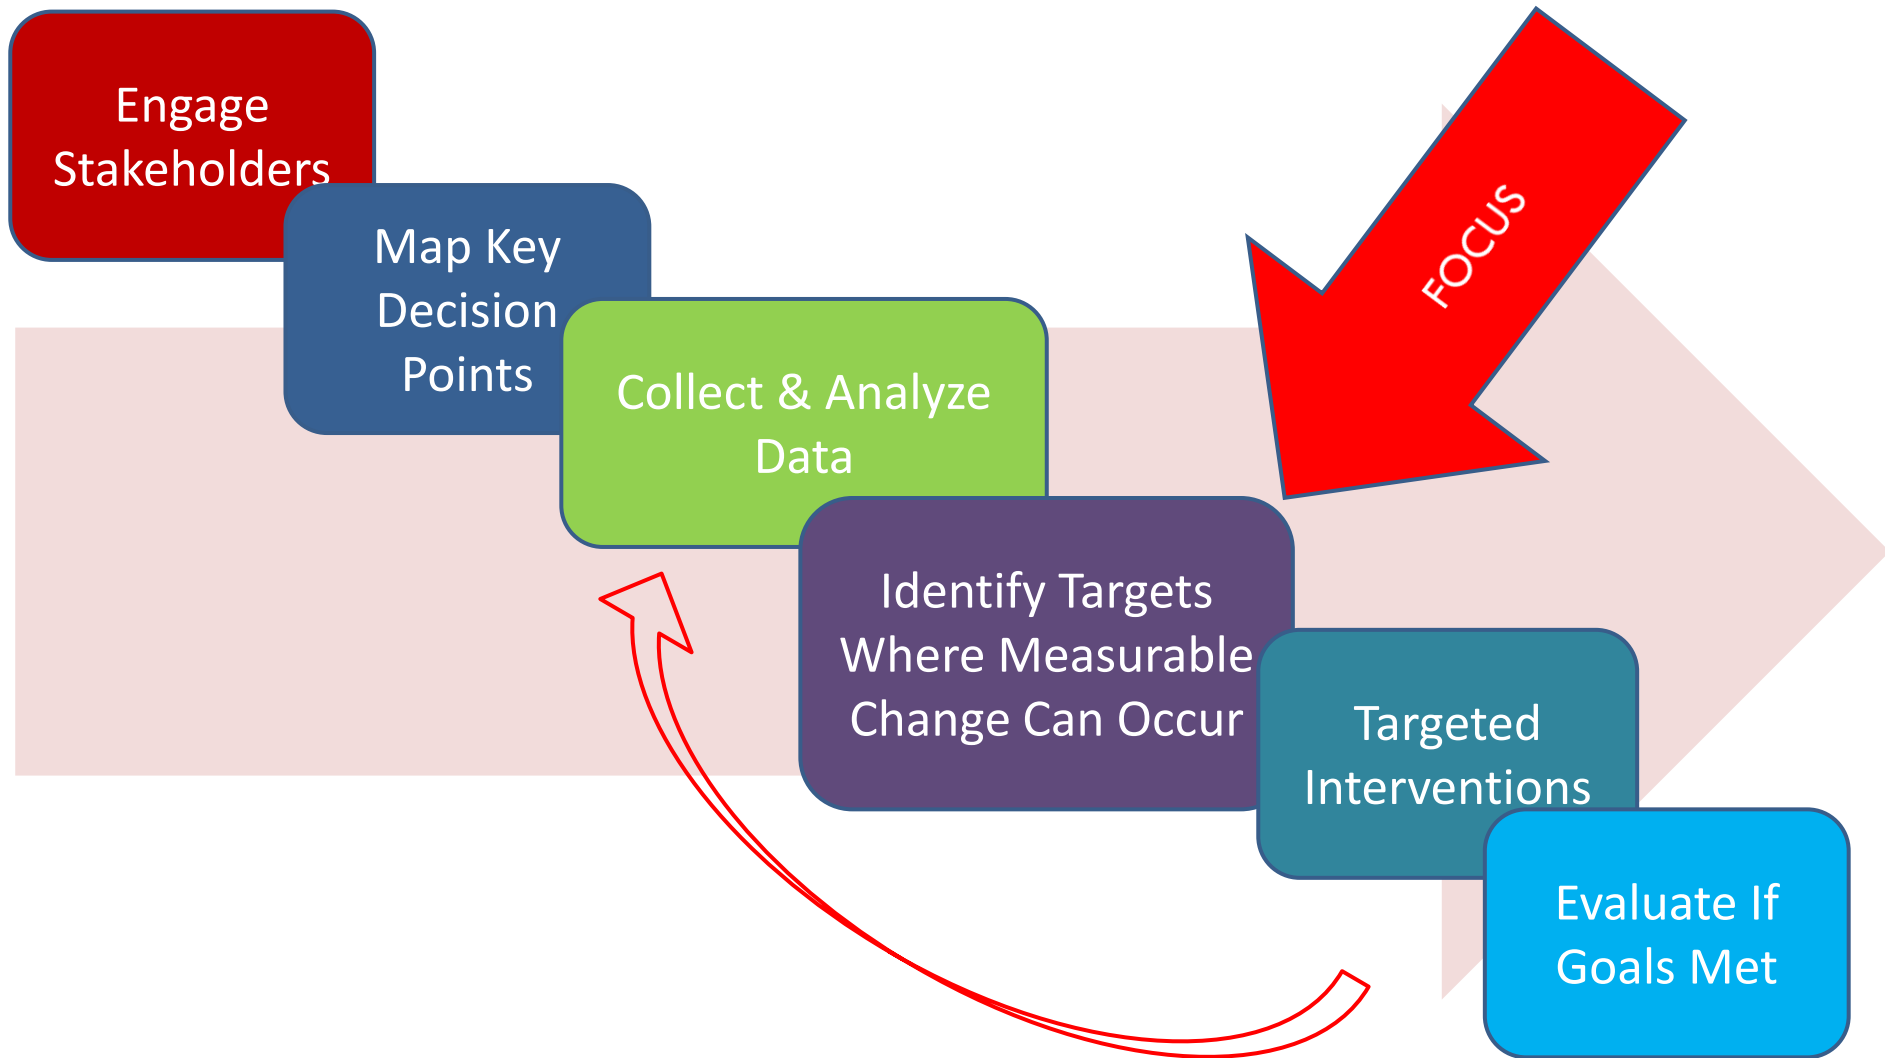 Engage
Stakeholders
Map Key
Decision
Points
Collect & Analyze
Data
FOCUS
Identify Targets
Where Measurable
Change Can Occur
Targeted
Interventions
Evaluate If
Goals Met